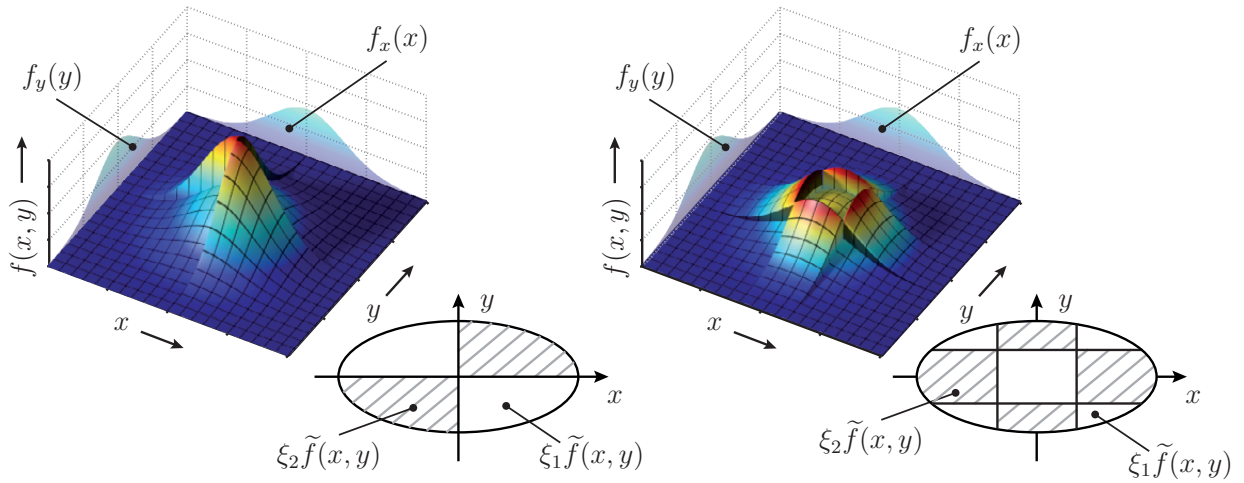 f_x(x)
f_y(y)
f(x, y)
x
y
y
x
ξ_2 f̃(x, y)
ξ_1 f̃(x, y)
f_x(x)
f_y(y)
f(x, y)
x
y
y
x
ξ_2 f̃(x, y)
ξ_1 f̃(x, y)